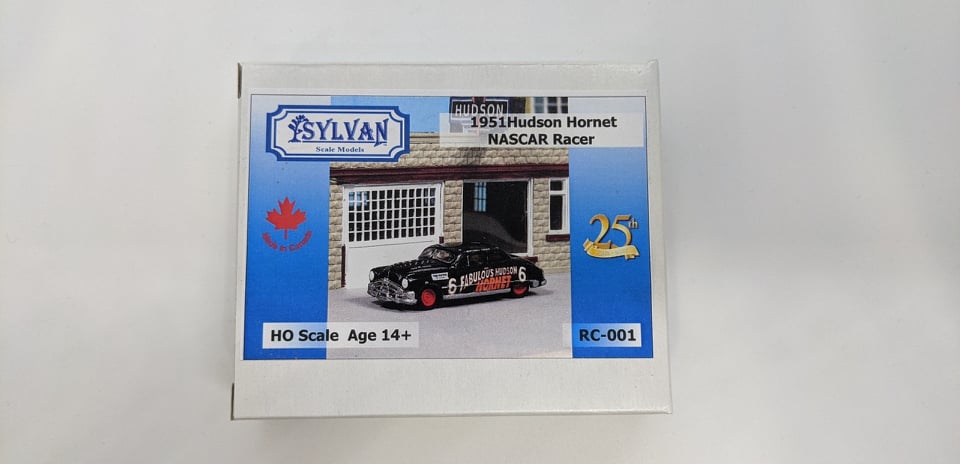 SYLVAN
Scale Models
HUDSON
1951Hudson Hornet
NASCAR Racer
Made in Canada
25th
6 FABULOUS HUDSON 6
HORNET
HO Scale Age 14+
RC-001